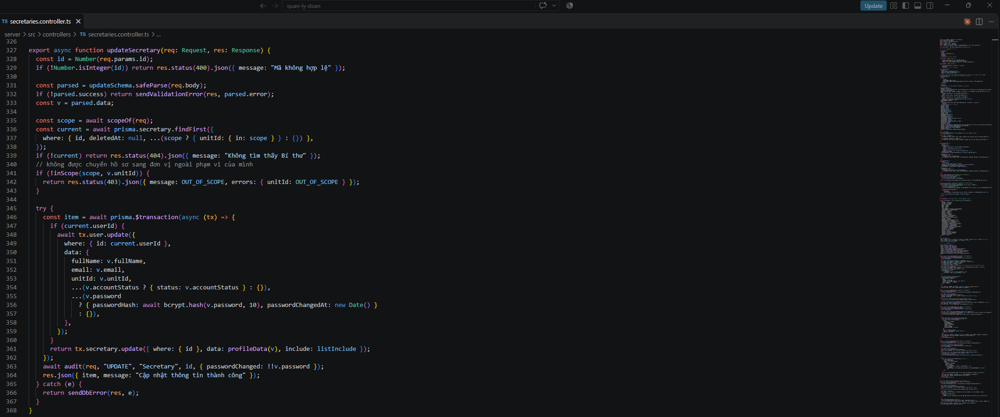 quan-ly-doan
Update
TS secretaries.controller.ts
server > src > controllers > TS secretaries.controller.ts > ...
326
327 export async function updateSecretary(req: Request, res: Response) {
328 const id = Number(req.params.id);
329 if (!Number.isInteger(id)) return res.status(400).json({ message: "Mã không hợp lệ" });
330
331 const parsed = updateSchema.safeParse(req.body);
332 if (!parsed.success) return sendValidationError(res, parsed.error);
333 const v = parsed.data;
334
335 const scope = await scopeOf(req);
336 const current = await prisma.secretary.findFirst({
337 where: { id, deletedAt: null, ...(scope ? { unitId: { in: scope } } : {}) },
338 });
339 if (!current) return res.status(404).json({ message: "Không tìm thấy Bí thư" });
340 // không được chuyển hồ sơ sang đơn vị ngoài phạm vi của mình
341 if (!inScope(scope, v.unitId)) {
342 return res.status(403).json({ message: OUT_OF_SCOPE, errors: { unitId: OUT_OF_SCOPE } });
343 }
344
345 try {
346 const item = await prisma.$transaction(async (tx) => {
347 if (current.userId) {
348 await tx.user.update({
349 where: { id: current.userId },
350 data: {
351 fullName: v.fullName,
352 email: v.email,
353 unitId: v.unitId,
354 ...(v.accountStatus ? { status: v.accountStatus } : {}),
355 ...(v.password
356 ? { passwordHash: await bcrypt.hash(v.password, 10), passwordChangedAt: new Date() }
357 : {}),
358 },
359 });
360 }
361 return tx.secretary.update({ where: { id }, data: profileData(v), include: listInclude });
362 });
363 await audit(req, "UPDATE", "Secretary", id, { passwordChanged: !!v.password });
364 res.json({ item, message: "Cập nhật thông tin thành công" });
365 } catch (e) {
366 return sendDbError(res, e);
367 }
368 }